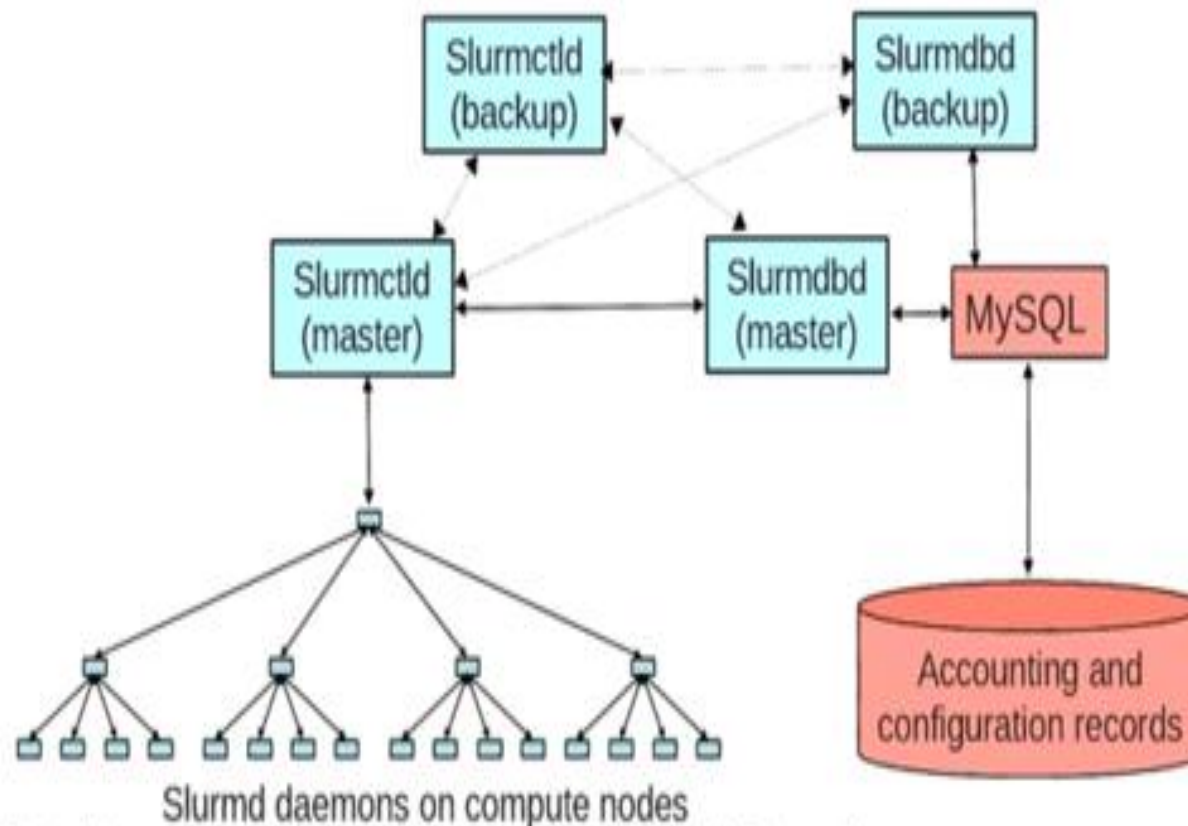 Slurmctld
(backup)
Slurmdbd
(backup)
Slurmctld
(master)
Slurmdbd
(master)
MySQL
Accounting and
configuration records
Slurmd daemons on compute nodes